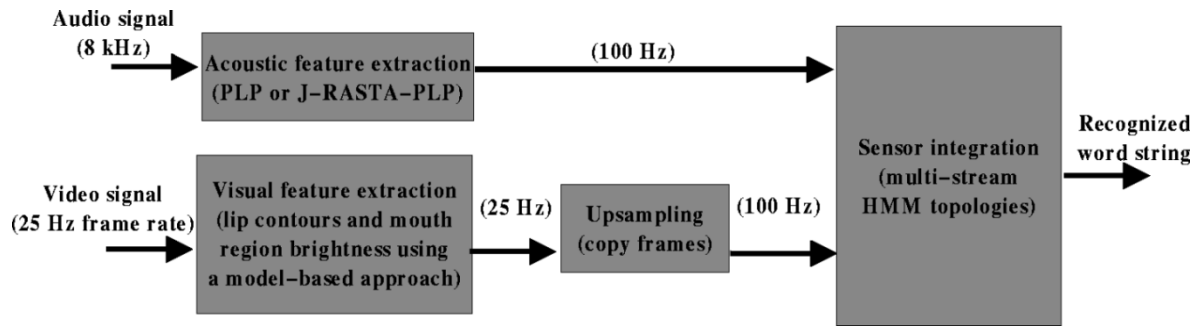 Audio signal
(8 kHz)
Acoustic feature extraction
(PLP or J-RASTA-PLP)
(100 Hz)
Video signal
(25 Hz frame rate)
Visual feature extraction
(lip contours and mouth
region brightness using
a model-based approach)
(25 Hz)
Upsampling
(copy frames)
(100 Hz)
Sensor integration
(multi-stream
HMM topologies)
Recognized
word string